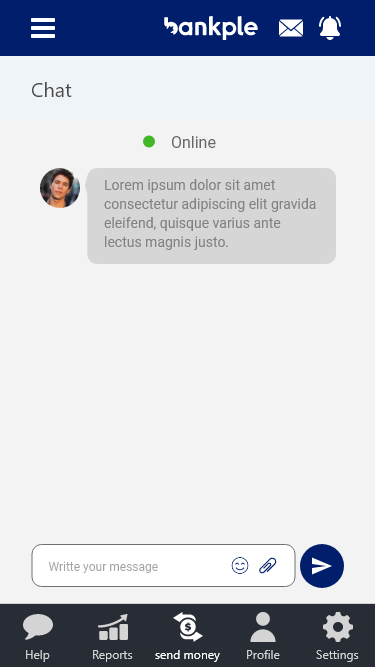 bankple
Chat
Online
Lorem ipsum dolor sit amet
consectetur adipiscing elit gravida
eleifend, quisque varius ante
lectus magnis justo.
Writte your message
Help
Reports
send money
Profile
Settings